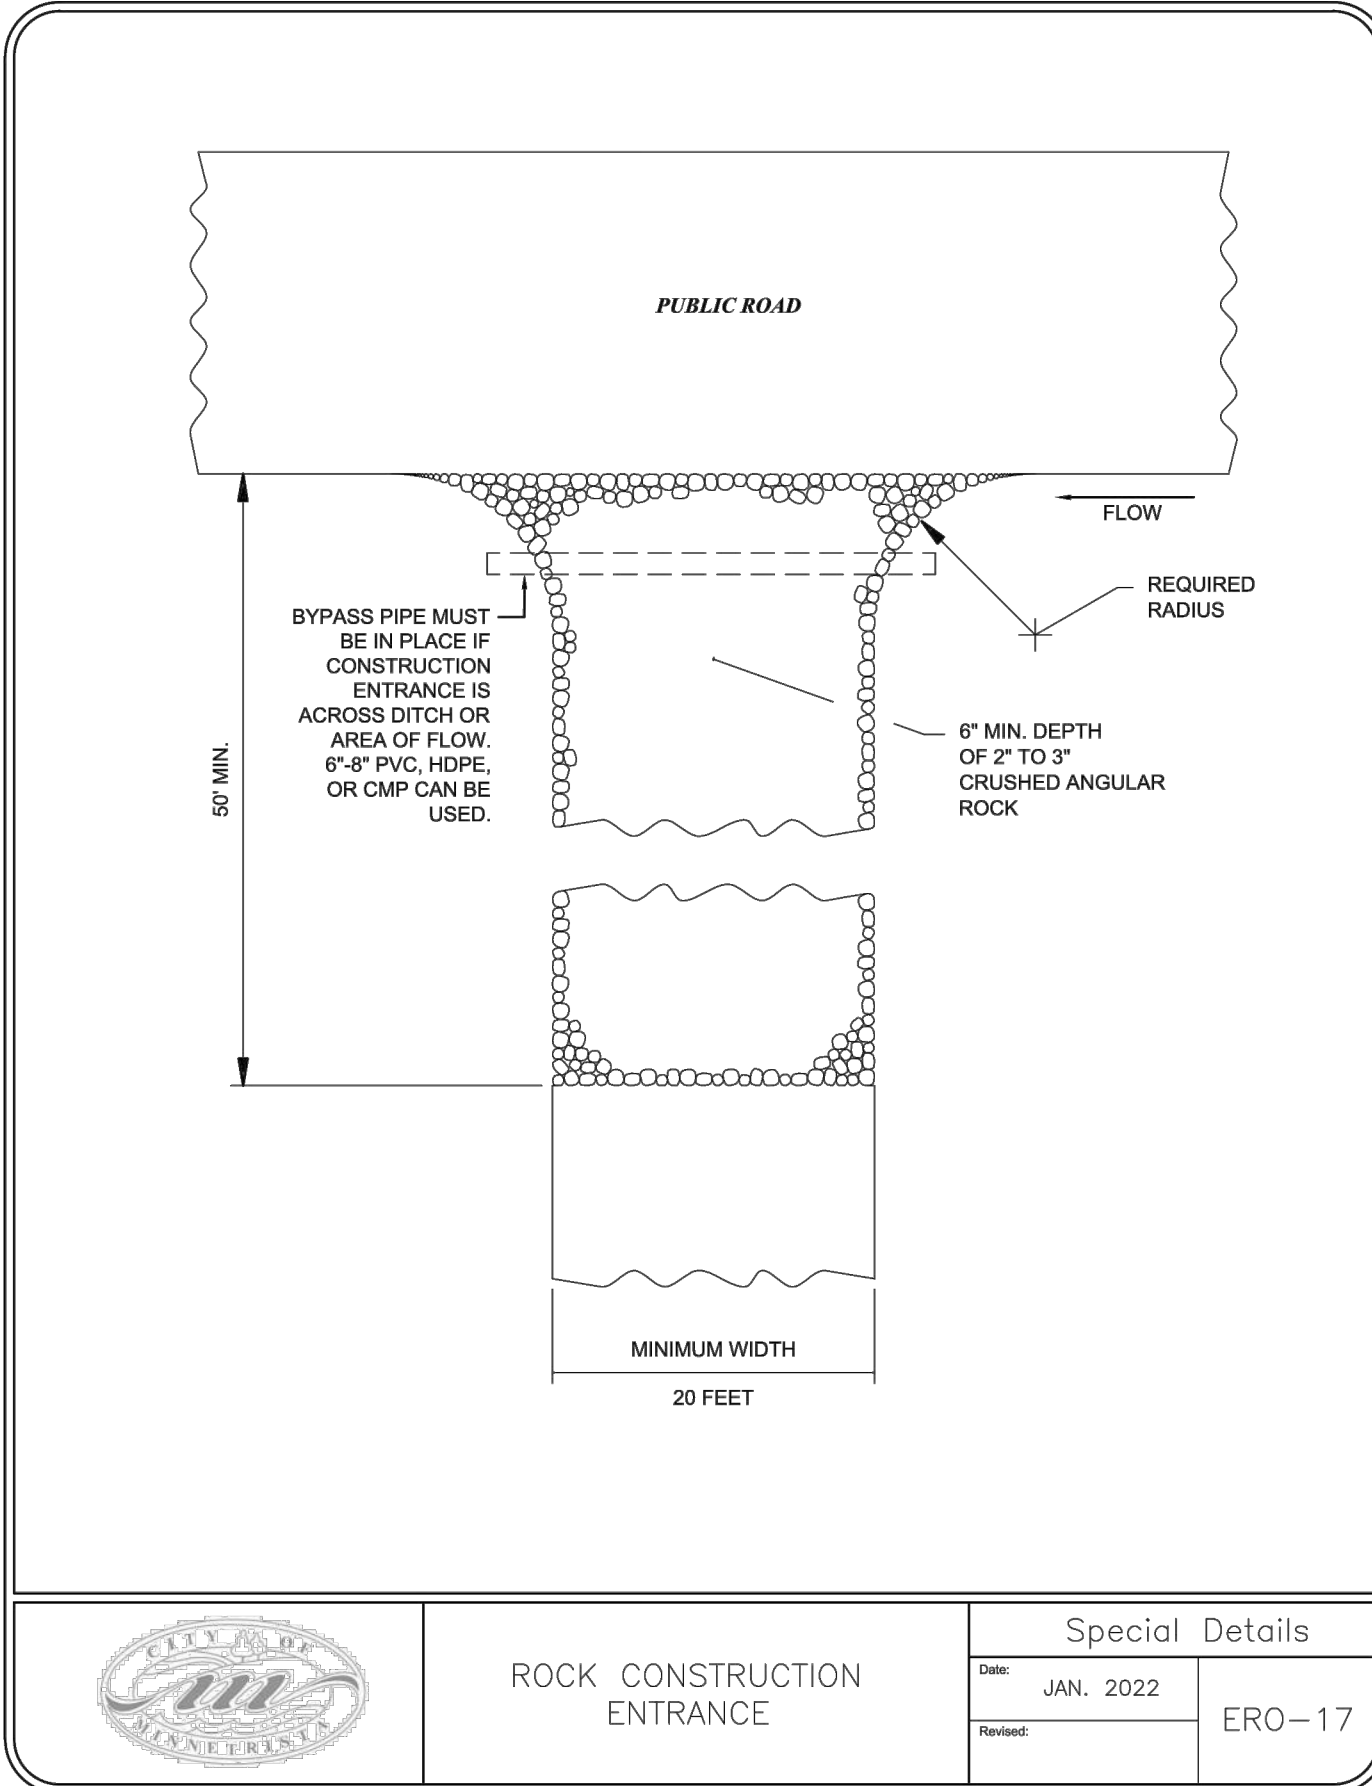 PUBLIC ROAD
FLOW
REQUIRED
RADIUS
BYPASS PIPE MUST
BE IN PLACE IF
CONSTRUCTION
ENTRANCE IS
ACROSS DITCH OR
AREA OF FLOW.
6"-8" PVC, HDPE,
OR CMP CAN BE
USED.
50' MIN.
6" MIN. DEPTH
OF 2" TO 3"
CRUSHED ANGULAR
ROCK
MINIMUM WIDTH
20 FEET
CITY OF
m
MINNETRISTA
ROCK CONSTRUCTION
ENTRANCE
Special Details
Date:
JAN. 2022
Revised:
ERO-17